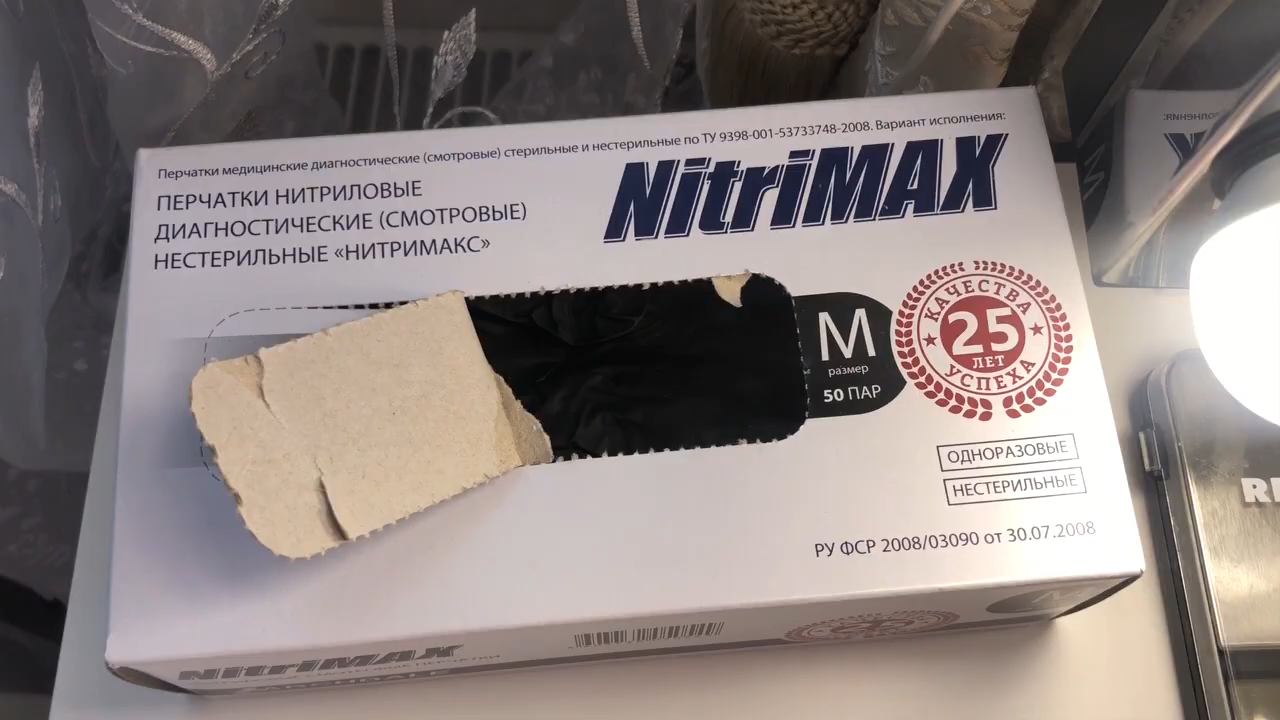 Перчатки медицинские диагностические (смотровые) стерильные и нестерильные по ТУ 9398-001-53733748-2008. Вариант исполнения:
ПЕРЧАТКИ НИТРИЛОВЫЕ
ДИАГНОСТИЧЕСКИЕ (СМОТРОВЫЕ)
НЕСТЕРИЛЬНЫЕ «НИТРИМАКС»
NitriMAX
M
размер
50 ПАР
КАЧЕСТВА
25
ЛЕТ
УСПЕХА
ОДНОРАЗОВЫЕ
НЕСТЕРИЛЬНЫЕ
РУ ФСР 2008/03090 от 30.07.2008
NitriMAX
M